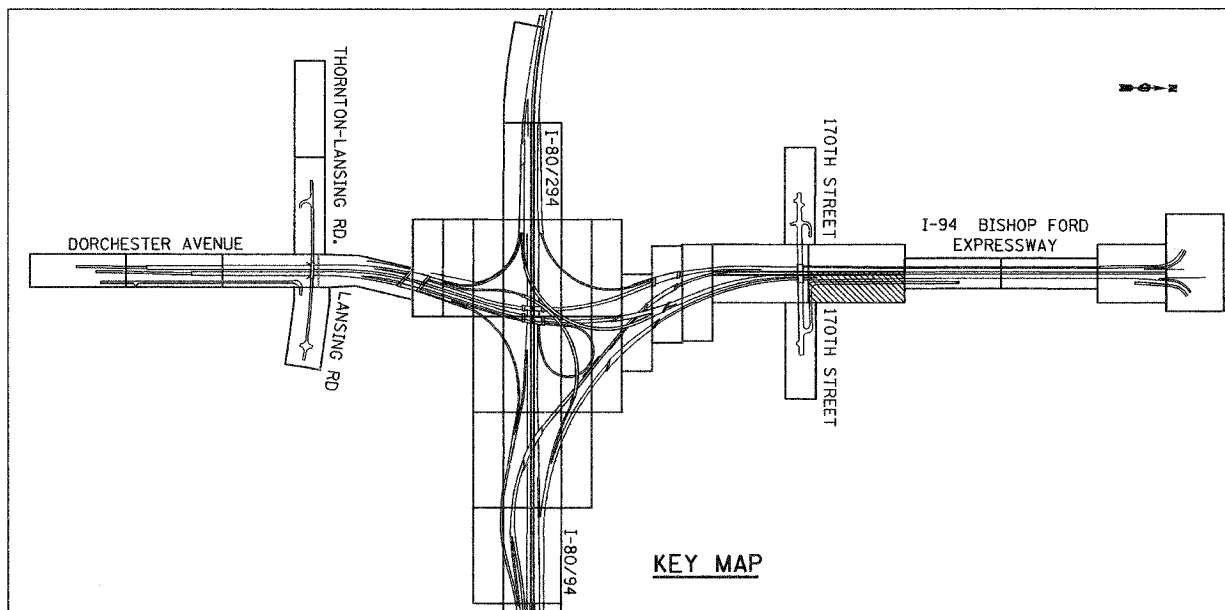 THORNTON-LANSING RD.
LANSING RD
DORCHESTER AVENUE
I-80/294
I-80/94
170TH STREET
170TH STREET
I-94 BISHOP FORD
EXPRESSWAY
N
KEY MAP